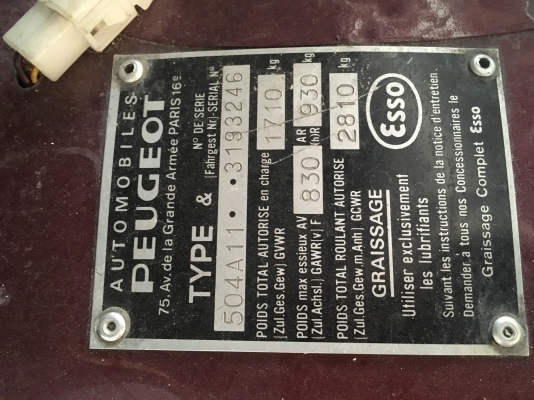 AUTOMOBILES
PEUGEOT
75, Av. de la Grande Armée PARIS 16e
TYPE & N° DE SERIE
(Fahrgest Nr)-SERIAL N°
504A11 • • 3193246
POIDS TOTAL AUTORISE en charge 1710 kg
(Zul.Ges.Gew) GVWR
POIDS max essieux AV 830 AR 930 kg
(Zul.Achsl.) GAWR(v) F (h)R
POIDS TOTAL ROULANT AUTORISE 2810 kg
(Zul.Ges.Gew.m.Anh) GCWR
GRAISSAGE Esso
Utiliser exclusivement
les lubrifiants
Suivant les instructions de la notice d'entretien.
Demander à tous nos Concessionnaires le
Graissage Complet Esso